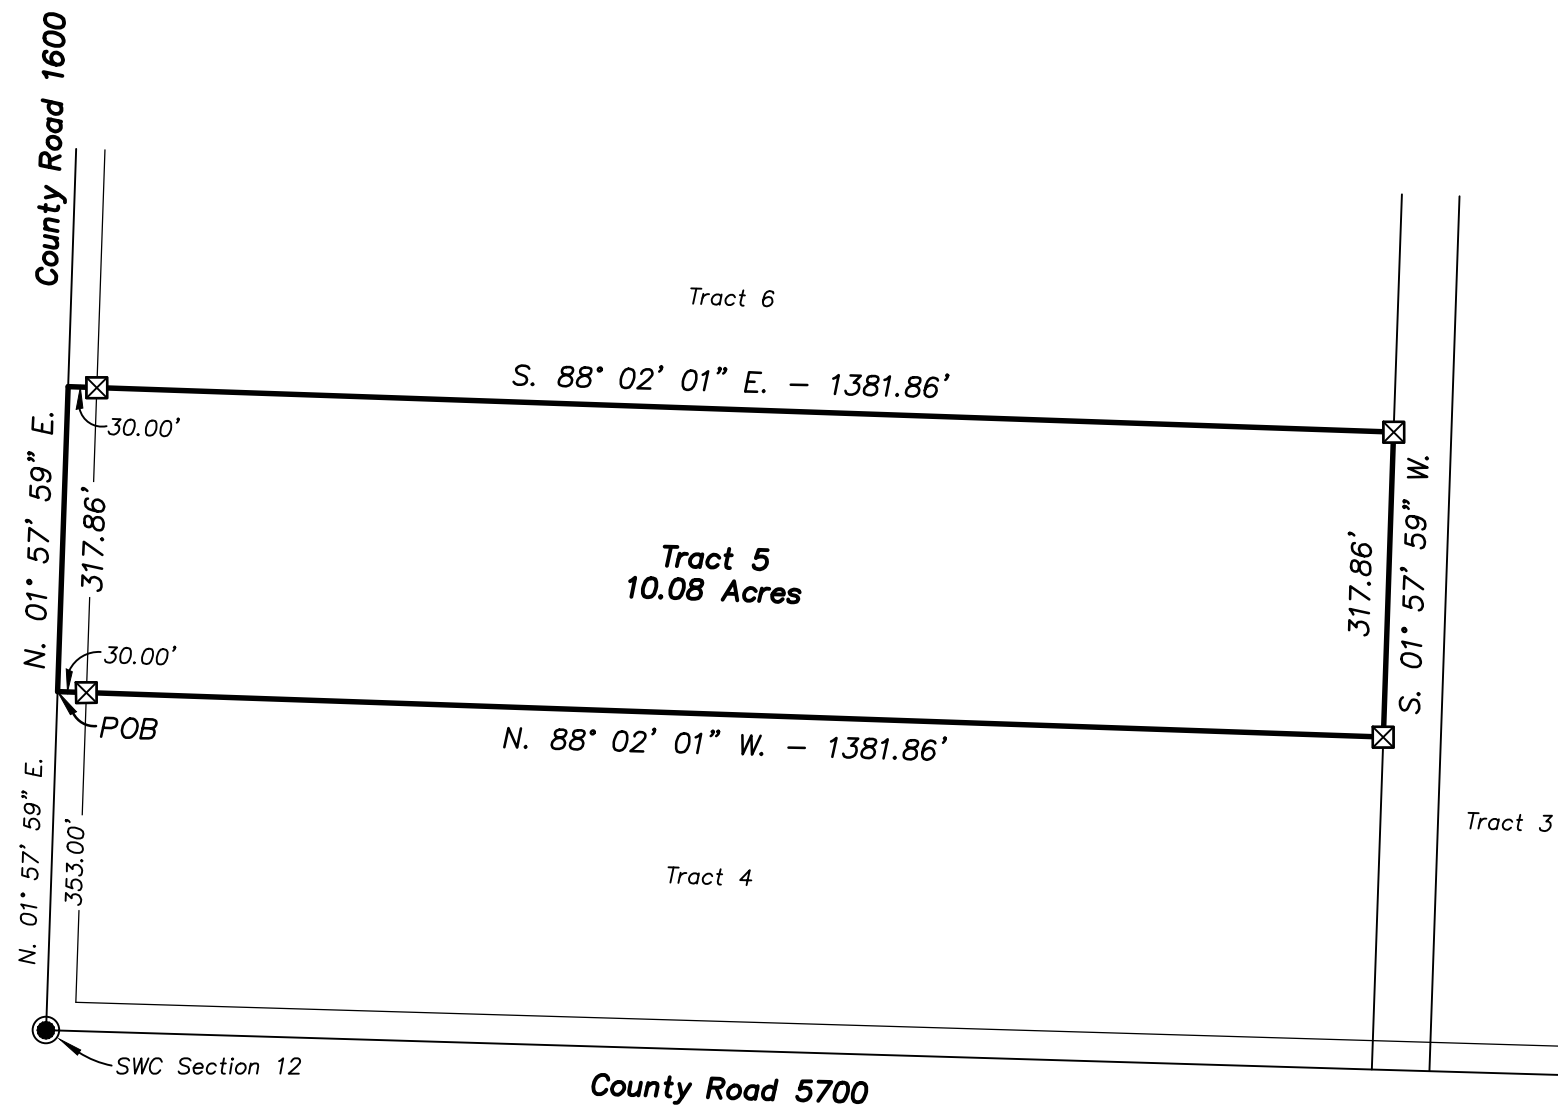 County Road 1600
Tract 6
S. 88° 02’ 01” E. – 1381.86’
30.00’
N. 01° 57’ 59” E.
317.86’
Tract 5
10.08 Acres
317.86’
S. 01° 57’ 59” W.
30.00’
POB
N. 88° 02’ 01” W. – 1381.86’
N. 01° 57’ 59” E.
353.00’
Tract 4
Tract 3
SWC Section 12
County Road 5700